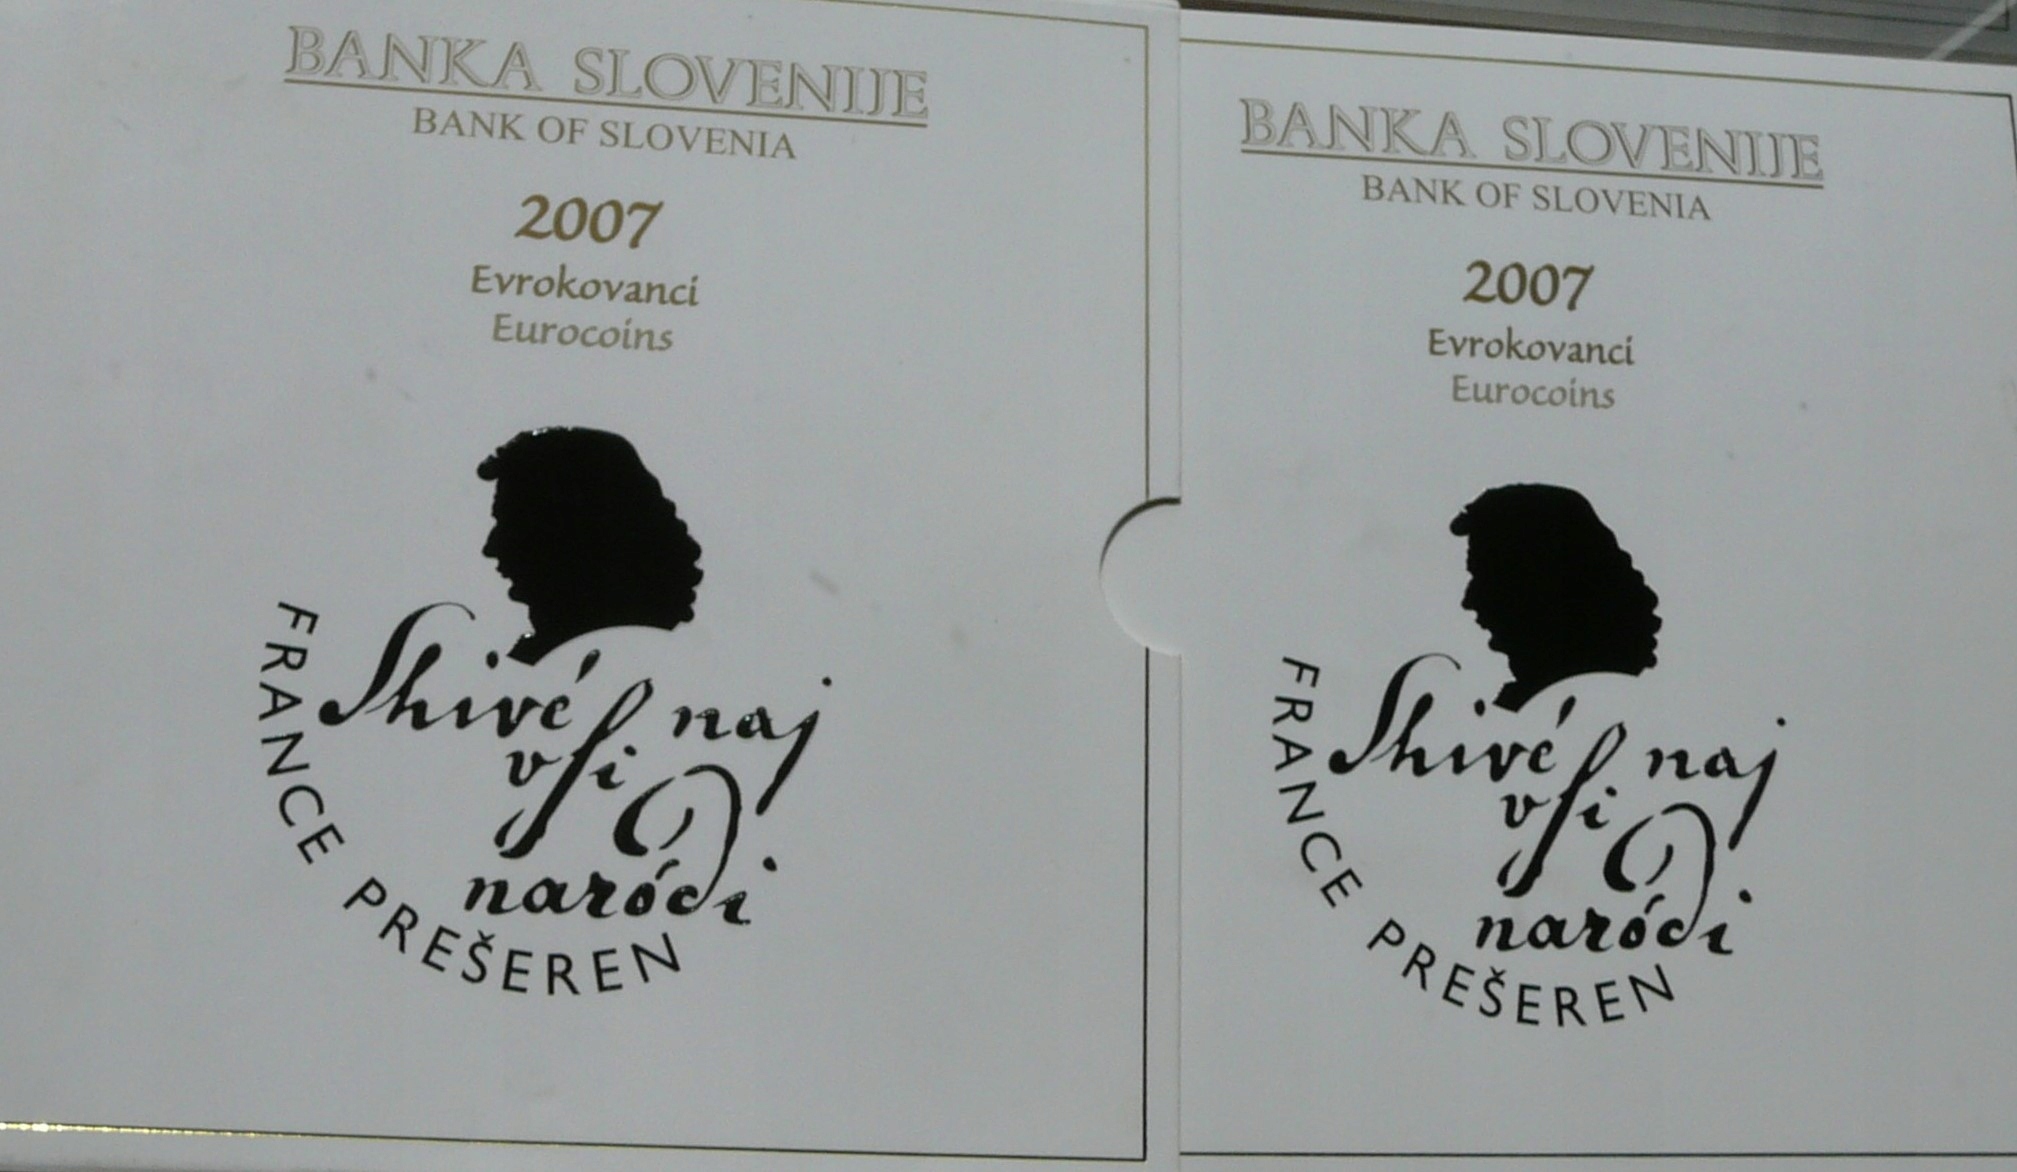 BANKA SLOVENIJE
BANK OF SLOVENIA
2007
Evrokovanci
Eurocoins
Shivé naj
vſi
naródi
FRANCE PREŠEREN
BANKA SLOVENIJE
BANK OF SLOVENIA
2007
Evrokovanci
Eurocoins
Shivé naj
vſi
naródi
FRANCE PREŠEREN